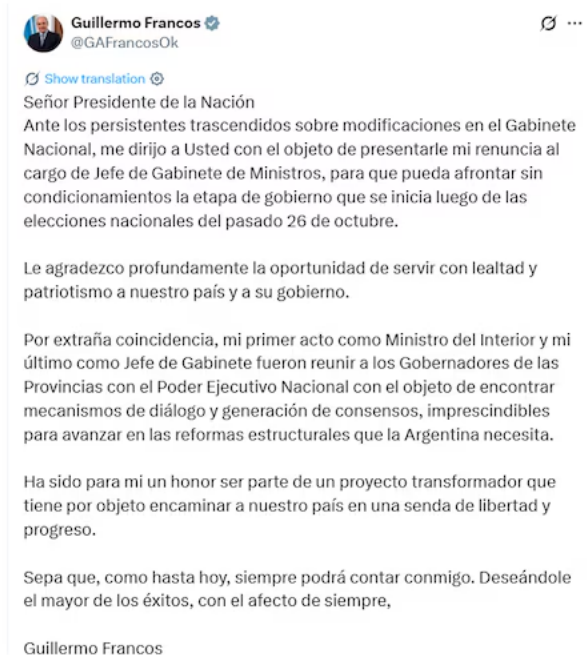 Guillermo Francos
@GAFrancosOk
Show translation
Señor Presidente de la Nación
Ante los persistentes trascendidos sobre modificaciones en el Gabinete
Nacional, me dirijo a Usted con el objeto de presentarle mi renuncia al
cargo de Jefe de Gabinete de Ministros, para que pueda afrontar sin
condicionamientos la etapa de gobierno que se inicia luego de las
elecciones nacionales del pasado 26 de octubre.
Le agradezco profundamente la oportunidad de servir con lealtad y
patriotismo a nuestro país y a su gobierno.
Por extraña coincidencia, mi primer acto como Ministro del Interior y mi
último como Jefe de Gabinete fueron reunir a los Gobernadores de las
Provincias con el Poder Ejecutivo Nacional con el objeto de encontrar
mecanismos de diálogo y generación de consensos, imprescindibles
para avanzar en las reformas estructurales que la Argentina necesita.
Ha sido para mi un honor ser parte de un proyecto transformador que
tiene por objeto encaminar a nuestro país en una senda de libertad y
progreso.
Sepa que, como hasta hoy, siempre podrá contar conmigo. Deseándole
el mayor de los éxitos, con el afecto de siempre,
Guillermo Francos